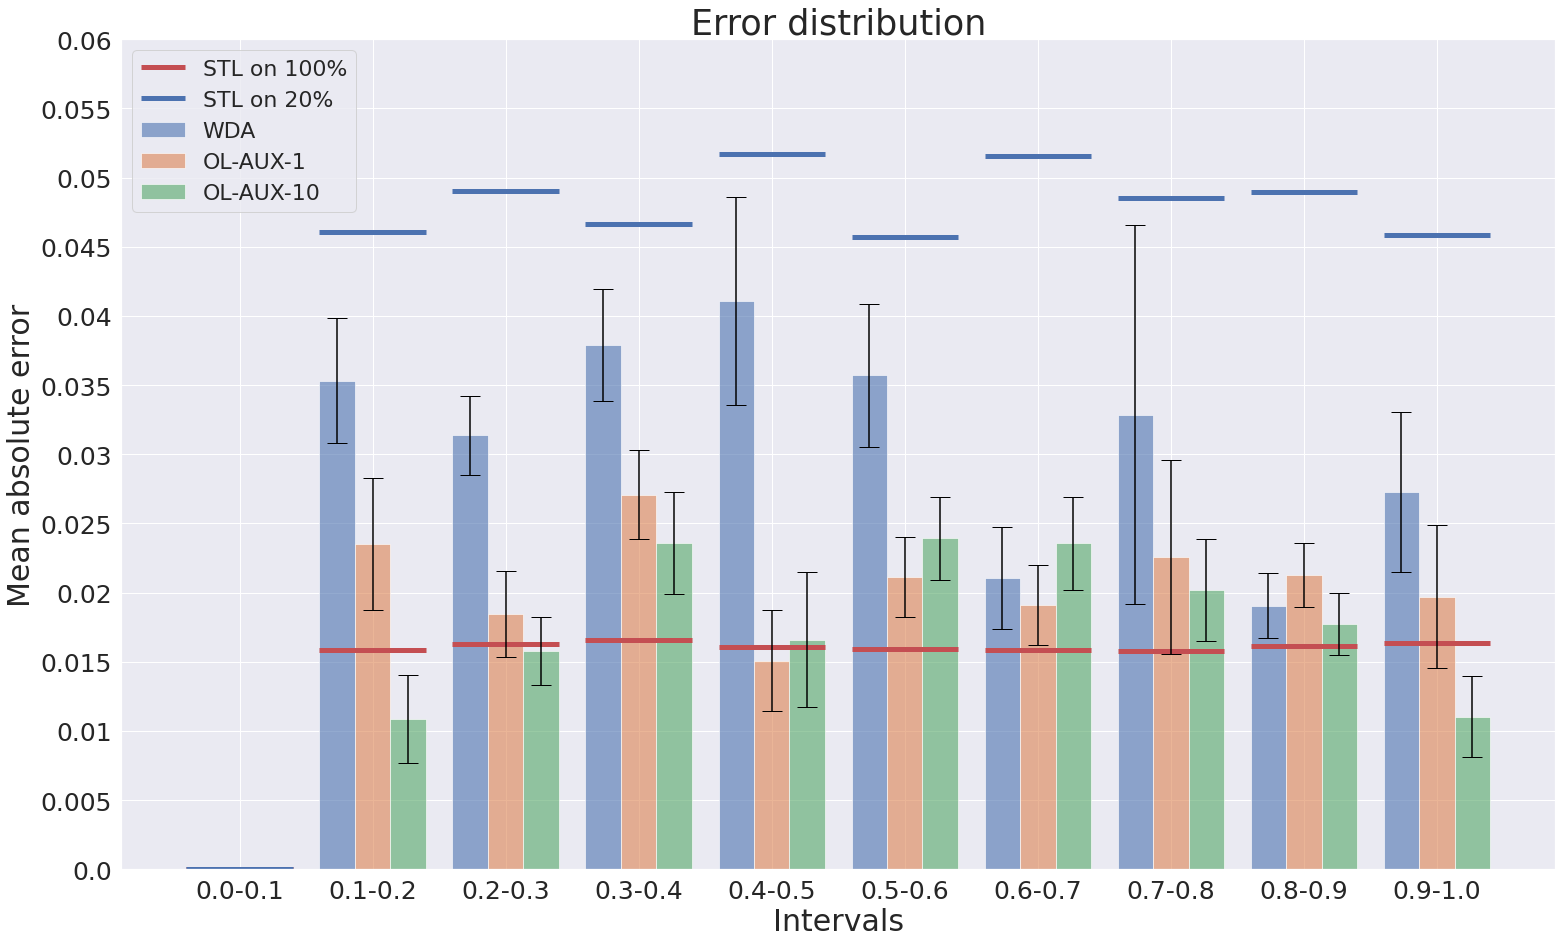 Error distribution
STL on 100%
STL on 20%
WDA
OL-AUX-1
OL-AUX-10
Mean absolute error
0.06
0.055
0.05
0.045
0.04
0.035
0.03
0.025
0.02
0.015
0.01
0.005
0.0
0.0-0.1 0.1-0.2 0.2-0.3 0.3-0.4 0.4-0.5 0.5-0.6 0.6-0.7 0.7-0.8 0.8-0.9 0.9-1.0
Intervals